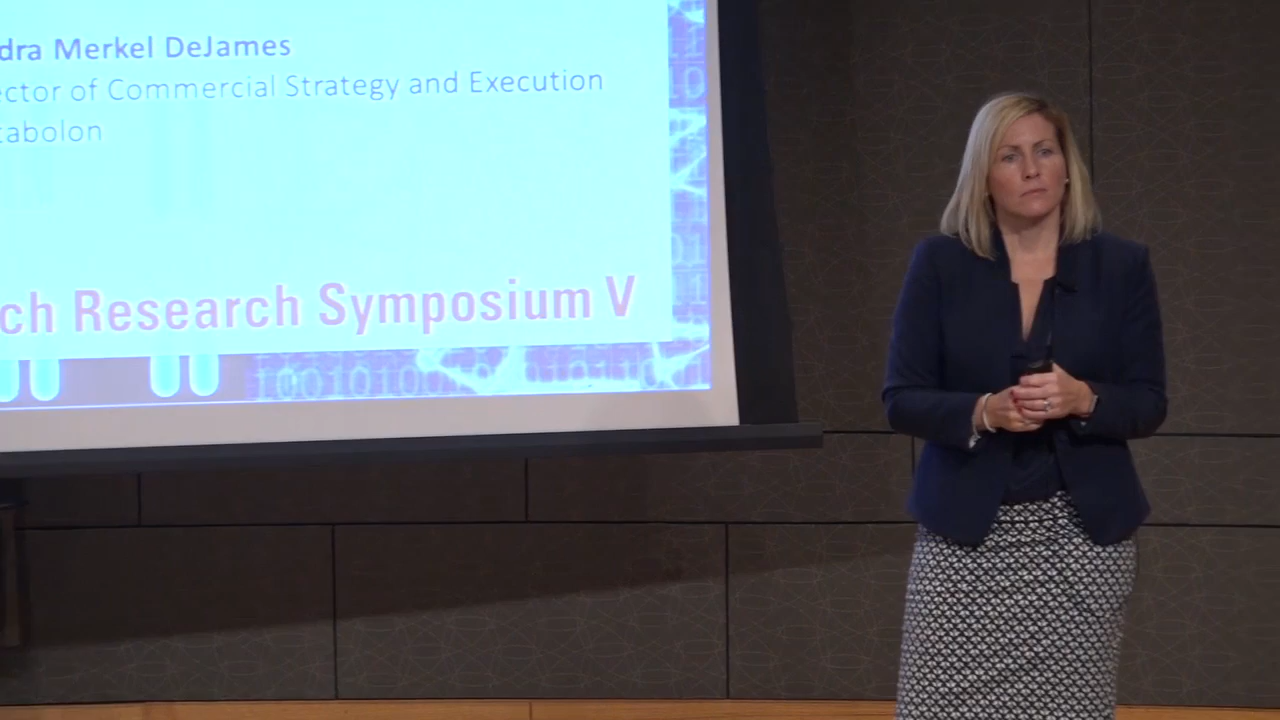 dra Merkel DeJames
ector of Commercial Strategy and Execution
tabolon
ch Research Symposium V